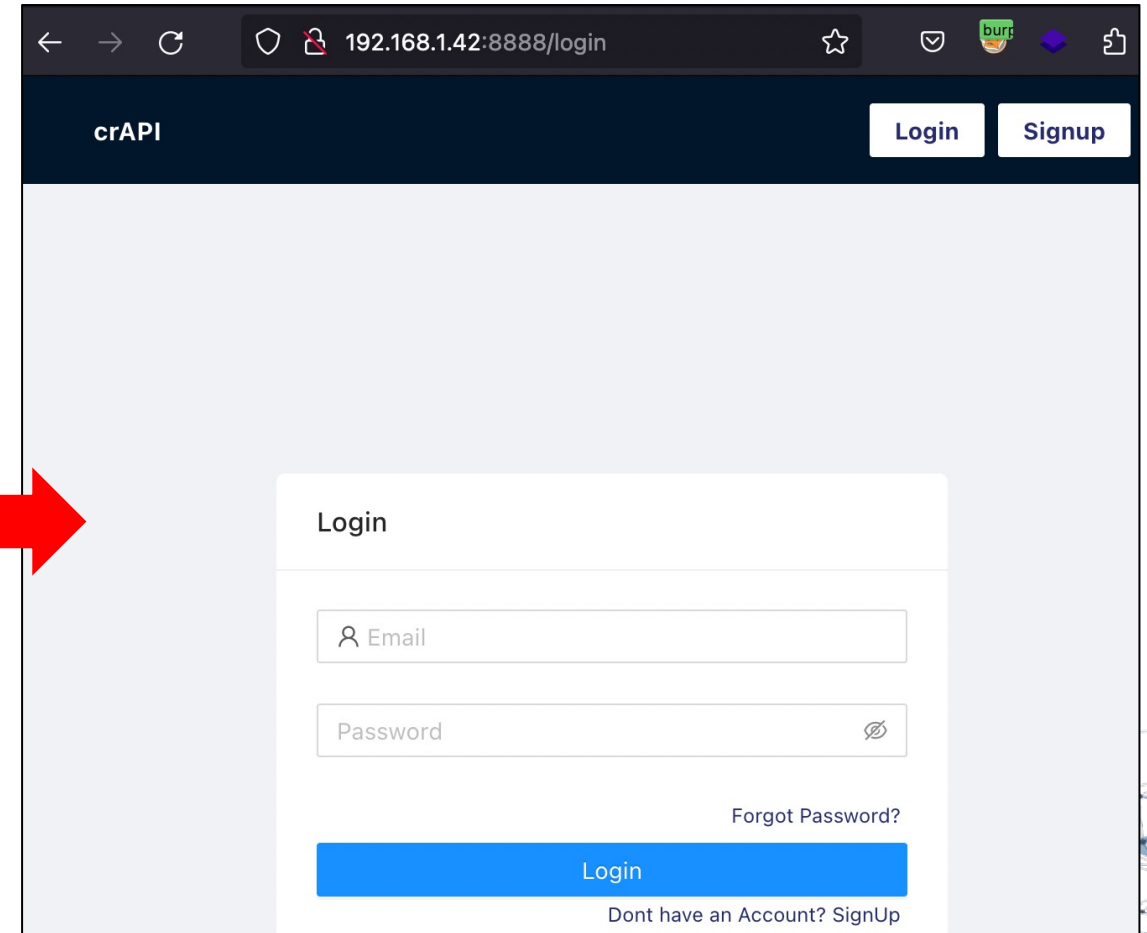 192.168.1.42:8888/login
burp
crAPI
Login
Signup
Login
Email
Password
Forgot Password?
Login
Dont have an Account? SignUp